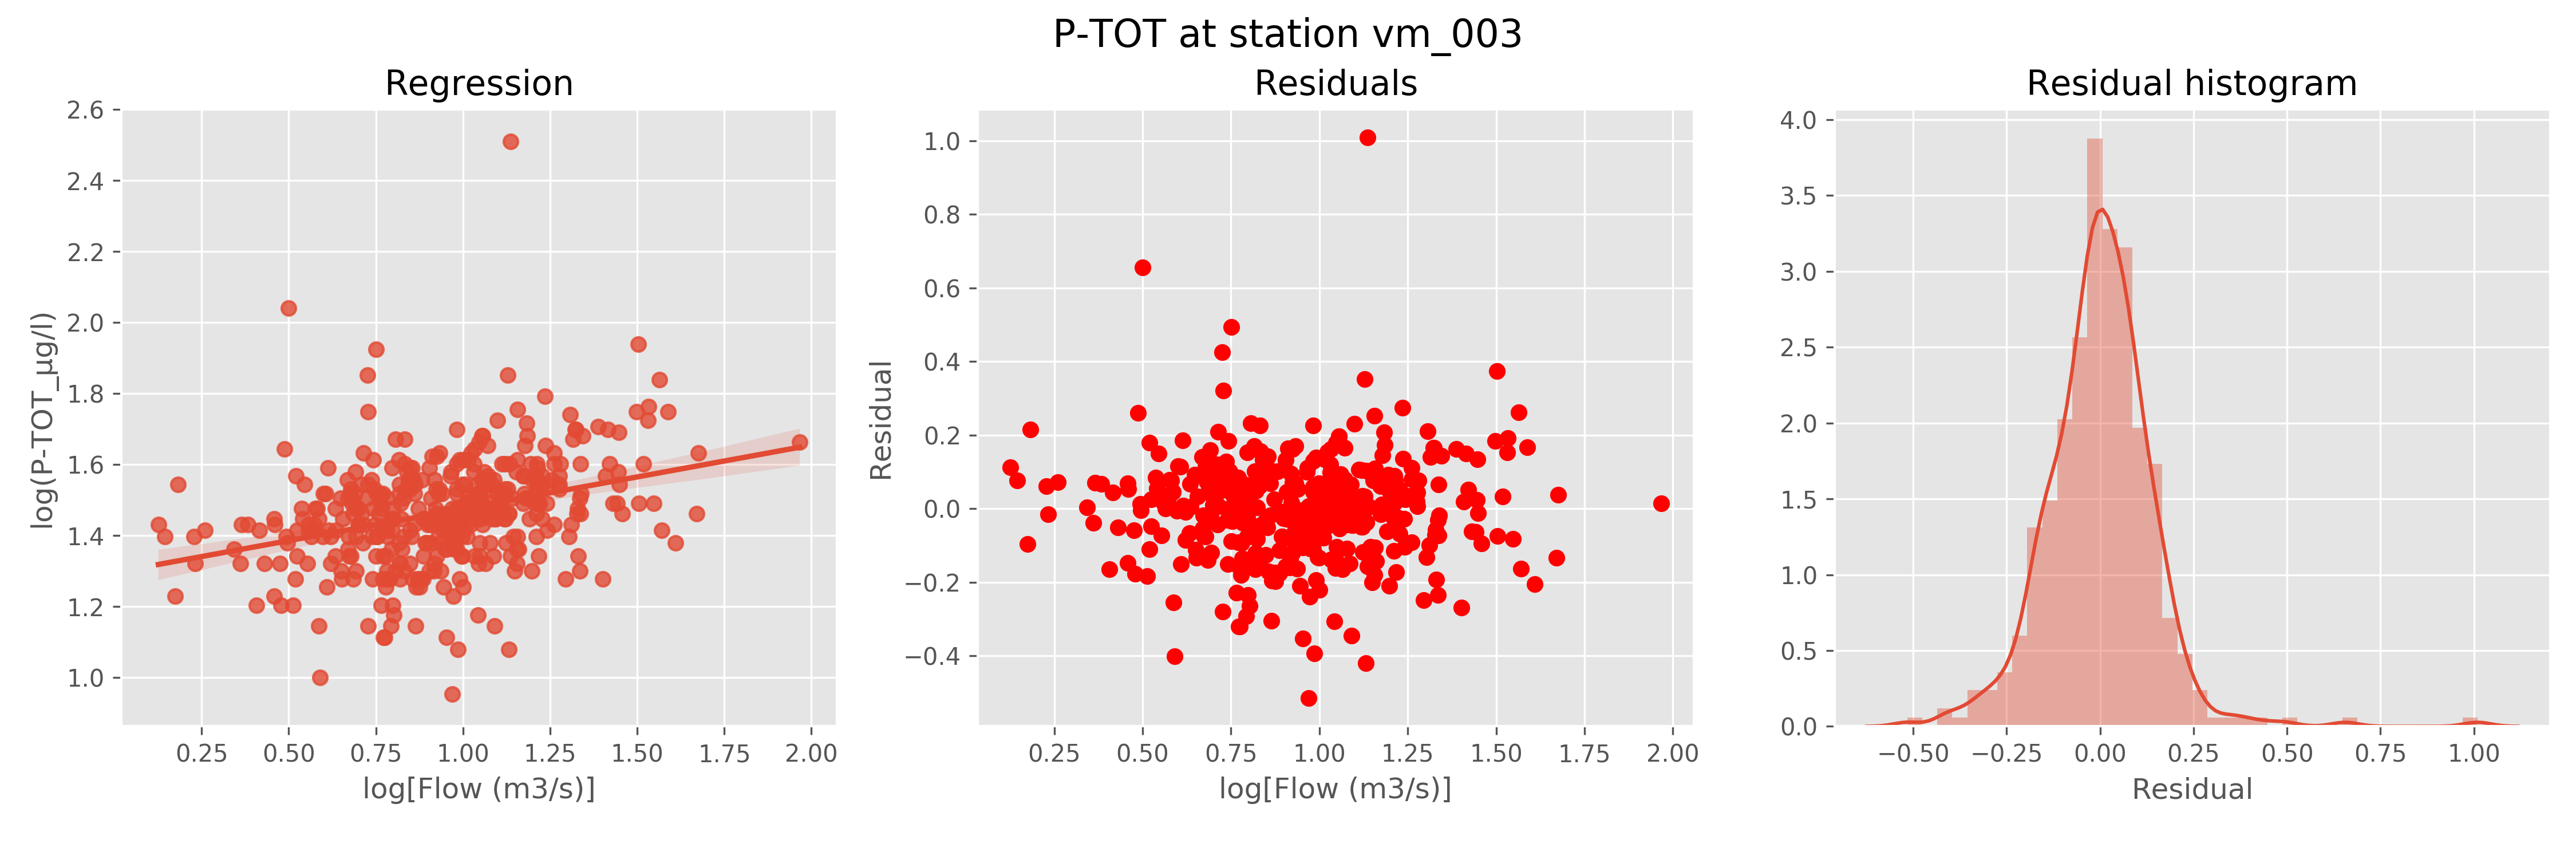 P-TOT at station vm_003
Regression
2.6
2.4
2.2
2.0
1.8
1.6
1.4
1.2
1.0
log(P-TOT_µg/l)
0.25 0.50 0.75 1.00 1.25 1.50 1.75 2.00
log[Flow (m3/s)]
Residuals
1.0
0.8
0.6
0.4
0.2
0.0
−0.2
−0.4
Residual
0.25 0.50 0.75 1.00 1.25 1.50 1.75 2.00
log[Flow (m3/s)]
Residual histogram
4.0
3.5
3.0
2.5
2.0
1.5
1.0
0.5
0.0
−0.50 −0.25 0.00 0.25 0.50 0.75 1.00
Residual